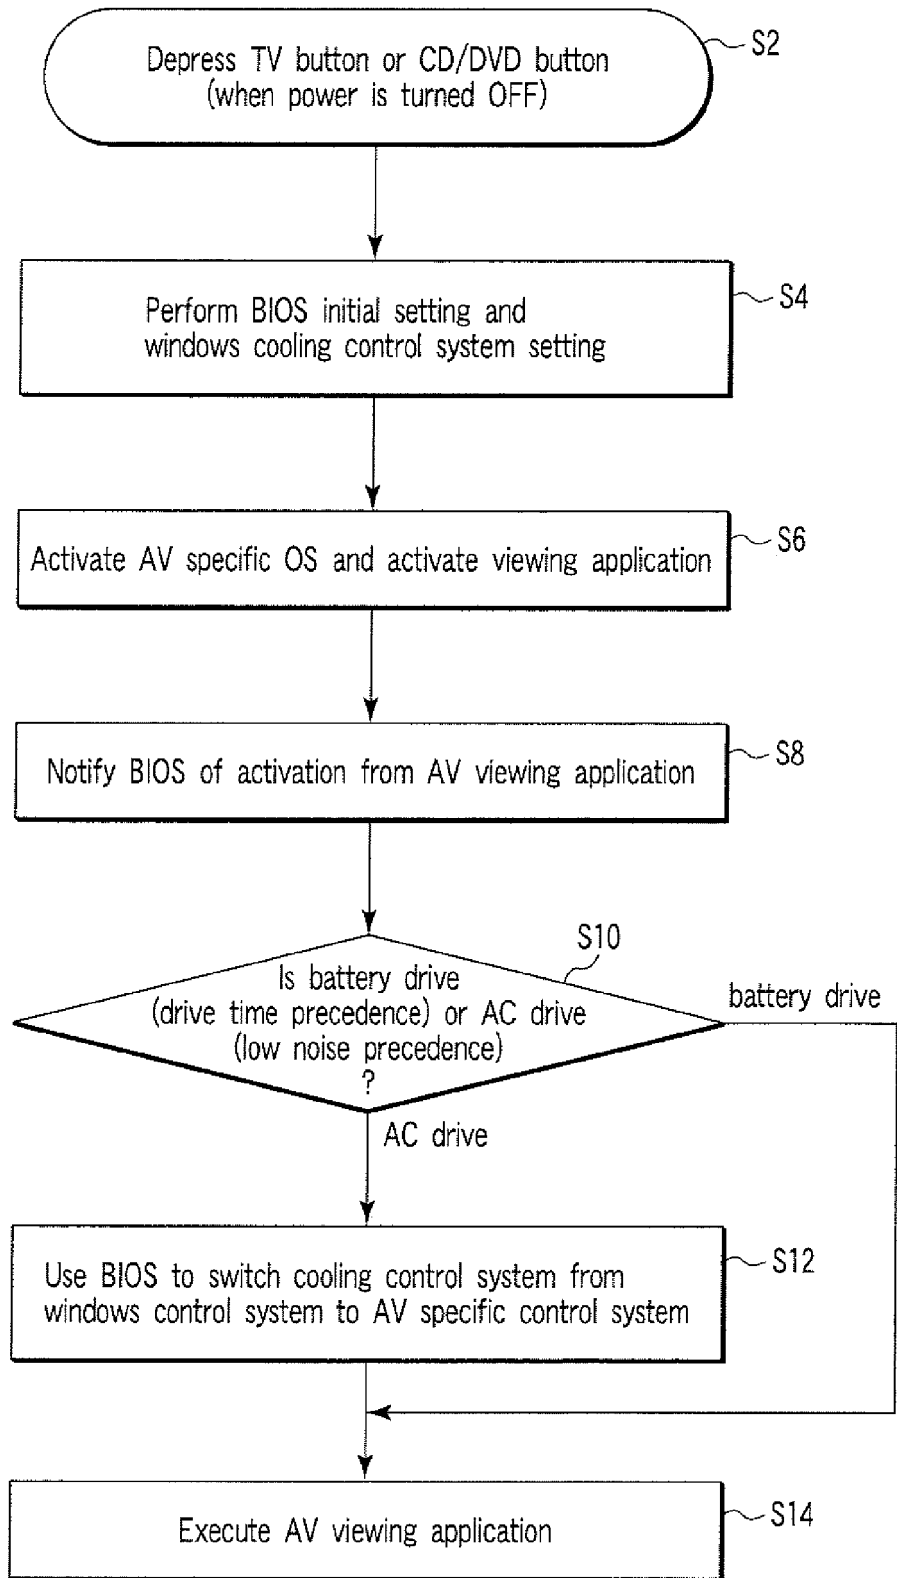 Depress TV button or CD/DVD button
(when power is turned OFF)
S2
Perform BIOS initial setting and
windows cooling control system setting
S4
Activate AV specific OS and activate viewing application
S6
Notify BIOS of activation from AV viewing application
S8
S10
Is battery drive
(drive time precedence) or AC drive
(low noise precedence)
?
battery drive
AC drive
Use BIOS to switch cooling control system from
windows control system to AV specific control system
S12
Execute AV viewing application
S14